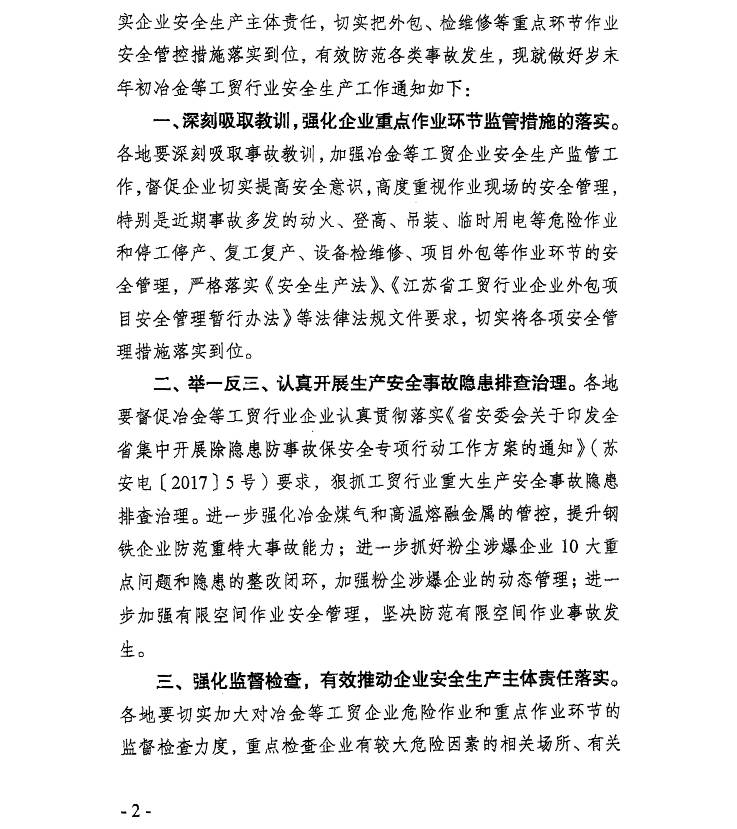 实企业安全生产主体责任，切实把外包、检维修等重点环节作业
安全管控措施落实到位，有效防范各类事故发生，现就做好岁末
年初冶金等工贸行业安全生产工作通知如下：
一、深刻吸取教训，强化企业重点作业环节监管措施的落实。
各地要深刻吸取事故教训，加强冶金等工贸企业安全生产监管工
作，督促企业切实提高安全意识，高度重视作业现场的安全管理，
特别是近期事故多发的动火、登高、吊装、临时用电等危险作业
和停工停产、复工复产、设备检维修、项目外包等作业环节的安
全管理，严格落实《安全生产法》、《江苏省工贸行业企业外包项
目安全管理暂行办法》等法律法规文件要求，切实将各项安全管
理措施落实到位。
二、举一反三、认真开展生产安全事故隐患排查治理。各地
要督促冶金等工贸行业企业认真贯彻落实《省安委会关于印发全
省集中开展除隐患防事故保安全专项行动工作方案的通知》（苏
安电〔2017〕5号）要求，狠抓工贸行业重大生产安全事故隐患
排查治理。进一步强化冶金煤气和高温熔融金属的管控，提升钢
铁企业防范重特大事故能力；进一步抓好粉尘涉爆企业 10 大重
点问题和隐患的整改闭环，加强粉尘涉爆企业的动态管理；进一
步加强有限空间作业安全管理，坚决防范有限空间作业事故发
生。
三、强化监督检查，有效推动企业安全生产主体责任落实。
各地要切实加大对冶金等工贸企业危险作业和重点作业环节的
监督检查力度，重点检查企业有较大危险因素的相关场所、有关
- 2 -